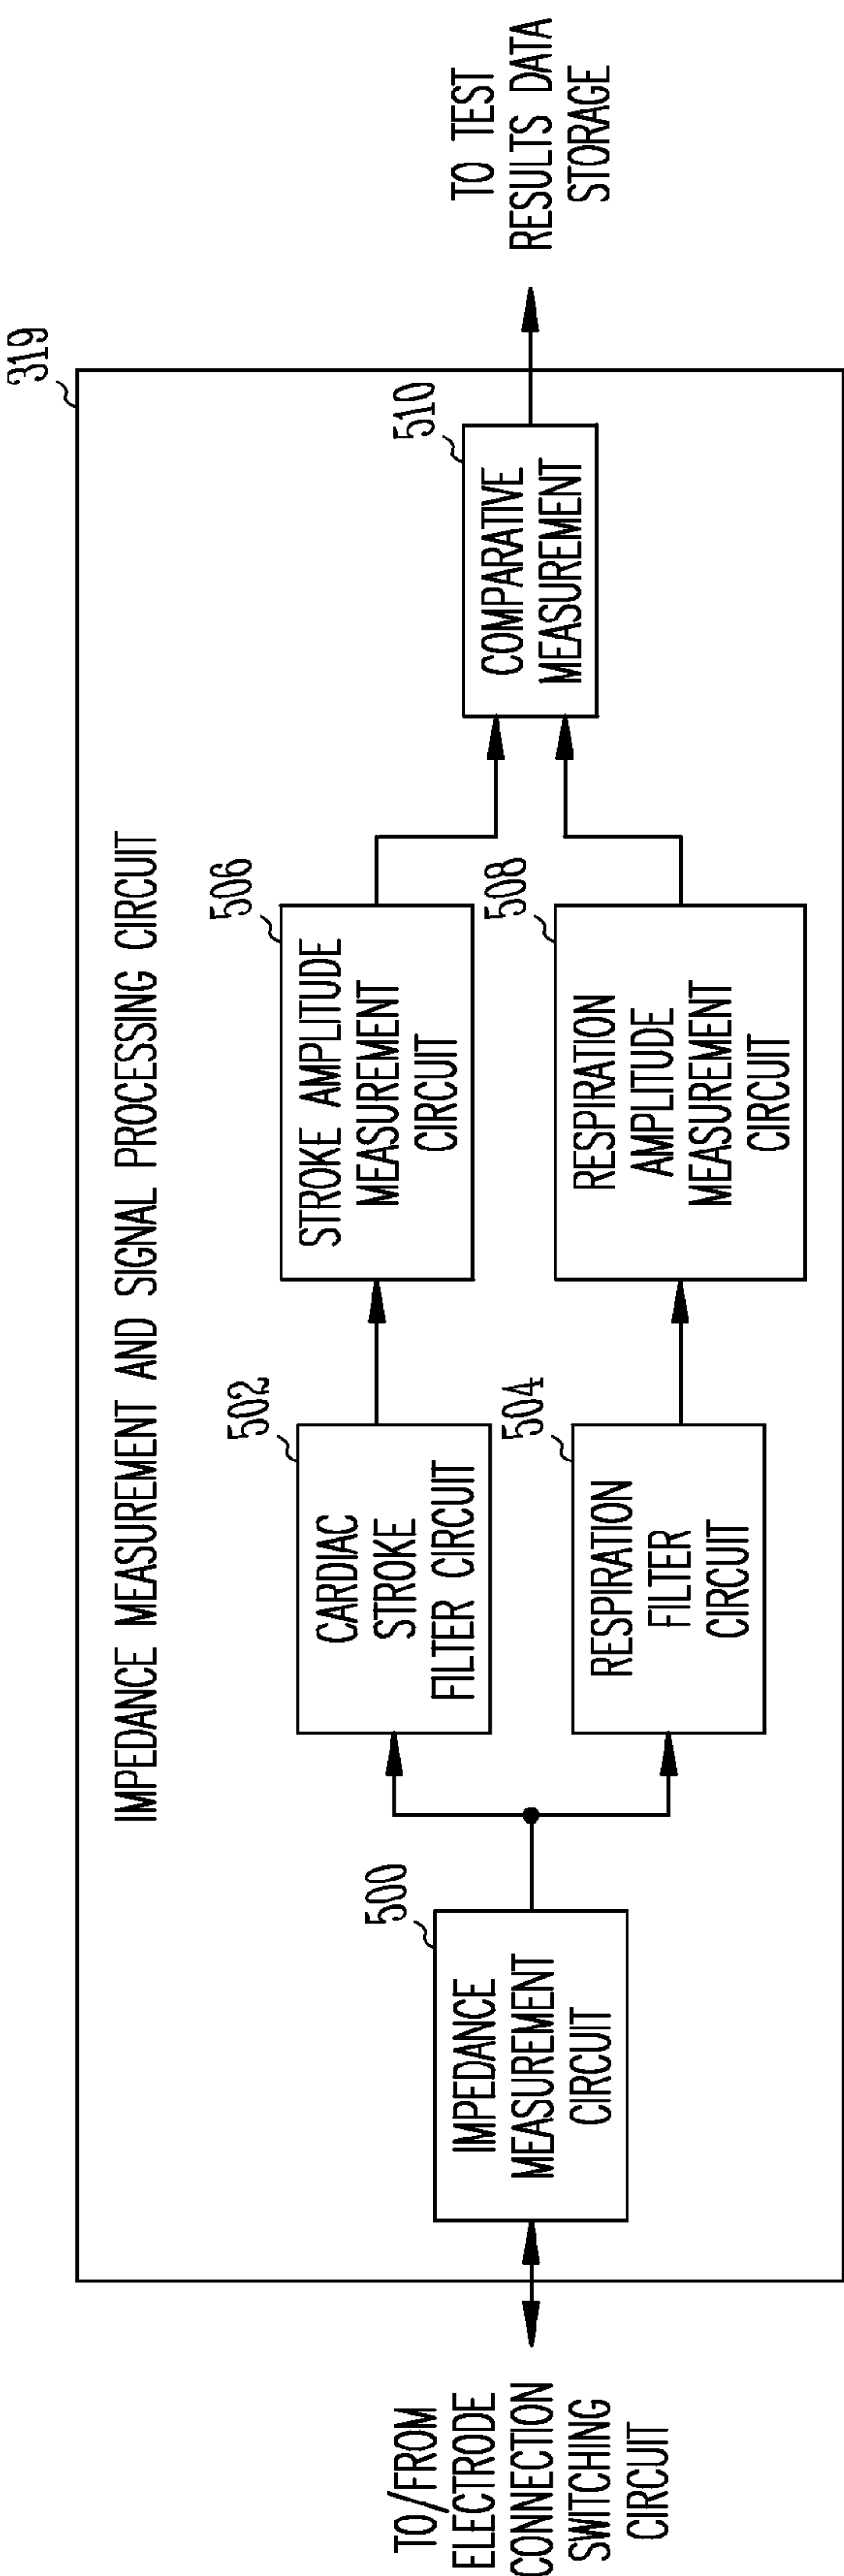 319
IMPEDANCE MEASUREMENT AND SIGNAL PROCESSING CIRCUIT
TO/FROM
ELECTRODE
CONNECTION
SWITCHING
CIRCUIT
500
IMPEDANCE
MEASUREMENT
CIRCUIT
502
CARDIAC
STROKE
FILTER CIRCUIT
504
RESPIRATION
FILTER
CIRCUIT
506
STROKE AMPLITUDE
MEASUREMENT
CIRCUIT
508
RESPIRATION
AMPLITUDE
MEASUREMENT
CIRCUIT
510
COMPARATIVE
MEASUREMENT
TO TEST
RESULTS DATA
STORAGE